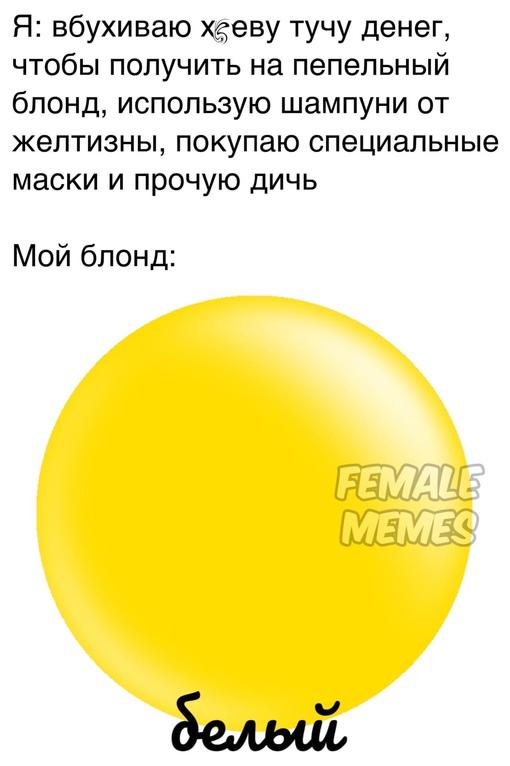 Я: вбухиваю х еву тучу денег,
чтобы получить на пепельный
блонд, использую шампуни от
желтизны, покупаю специальные
маски и прочую дичь
Мой блонд:
FEMALE
MEMES
белый